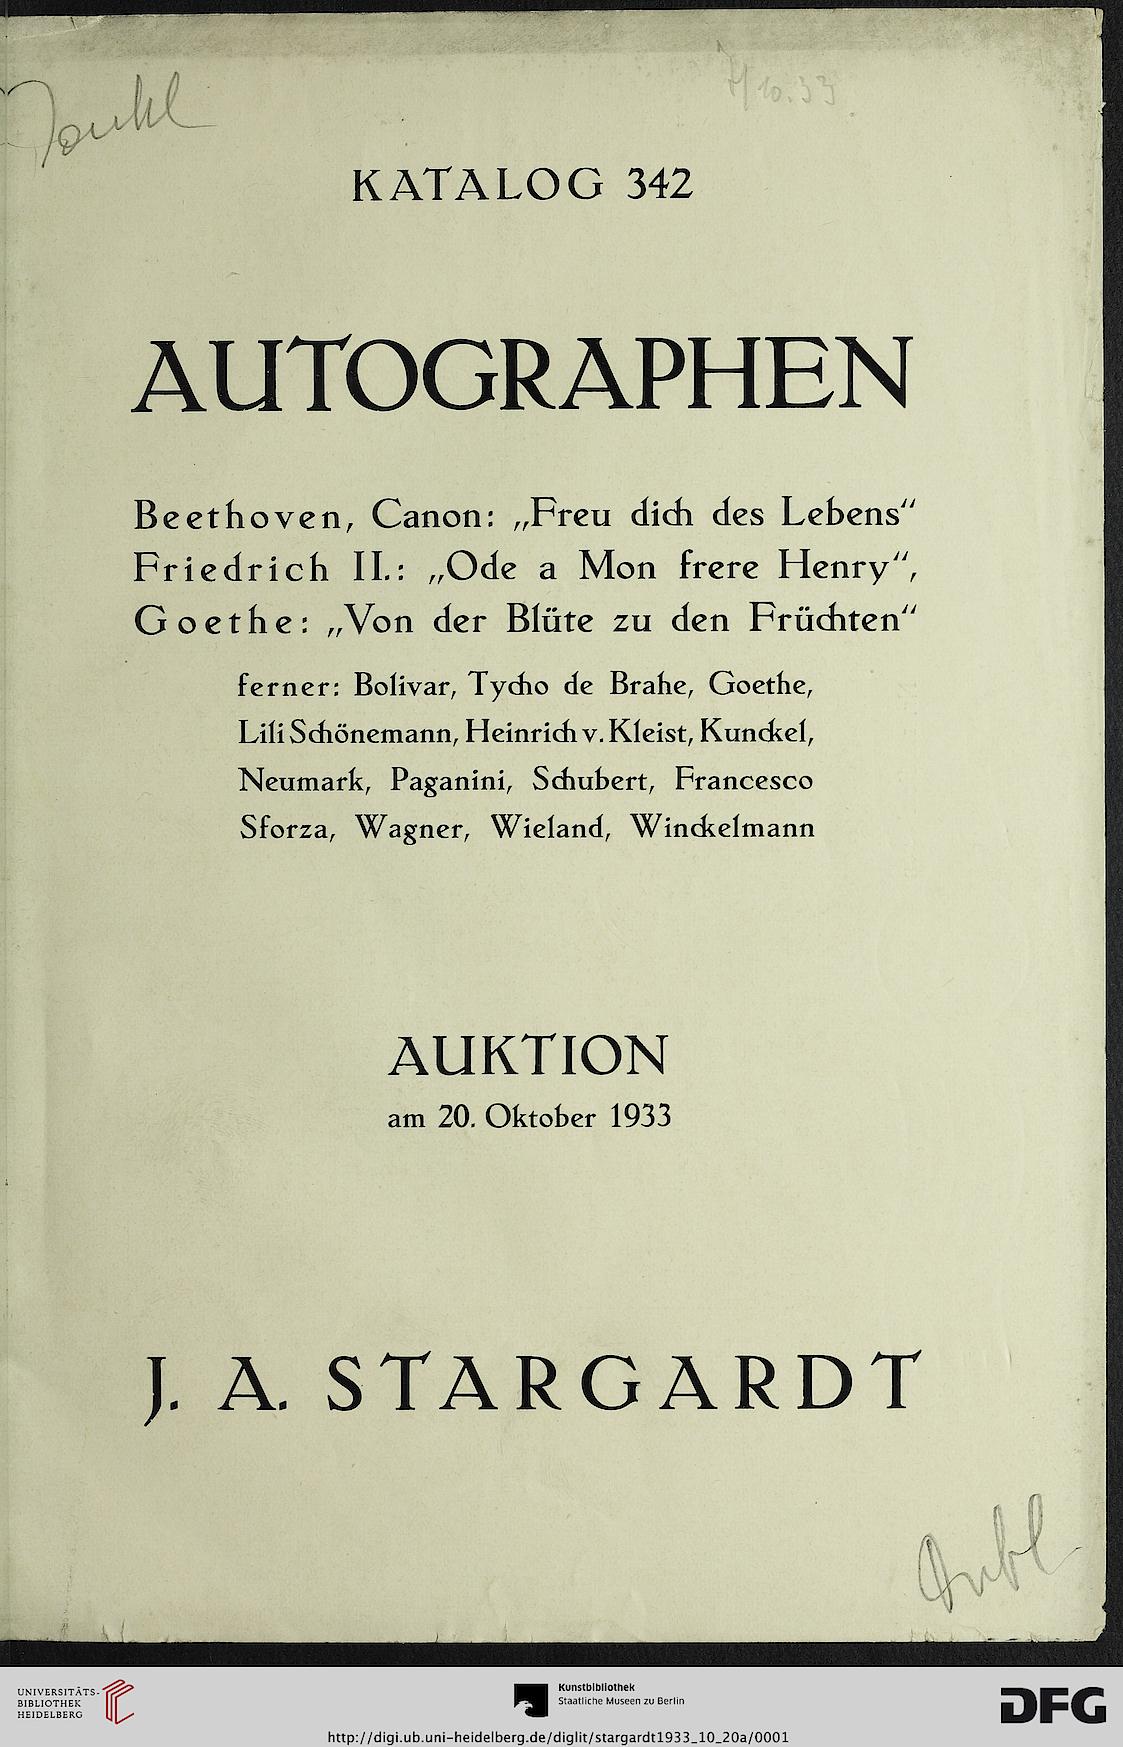 7/10.33
KATALOG 342
AUTOGRAPHEN
Beethoven, Canon: „Freu dich des Lebens“
Friedrich II.: „Ode a Mon frere Henry“,
Goethe: „Von der Blüte zu den Früchten“
ferner: Bolivar, Tycho de Brahe, Goethe,
Lili Schönemann, Heinrich v. Kleist, Kunckel,
Neumark, Paganini, Schubert, Francesco
Sforza, Wagner, Wieland, Winckelmann
AUKTION
am 20. Oktober 1933
J. A. STARGARDT
UNIVERSITÄTS-
BIBLIOTHEK
HEIDELBERG
Kunstbibliothek
Staatliche Museen zu Berlin
DFG
http://digi.ub.uni-heidelberg.de/diglit/stargardt1933_10_20a/0001